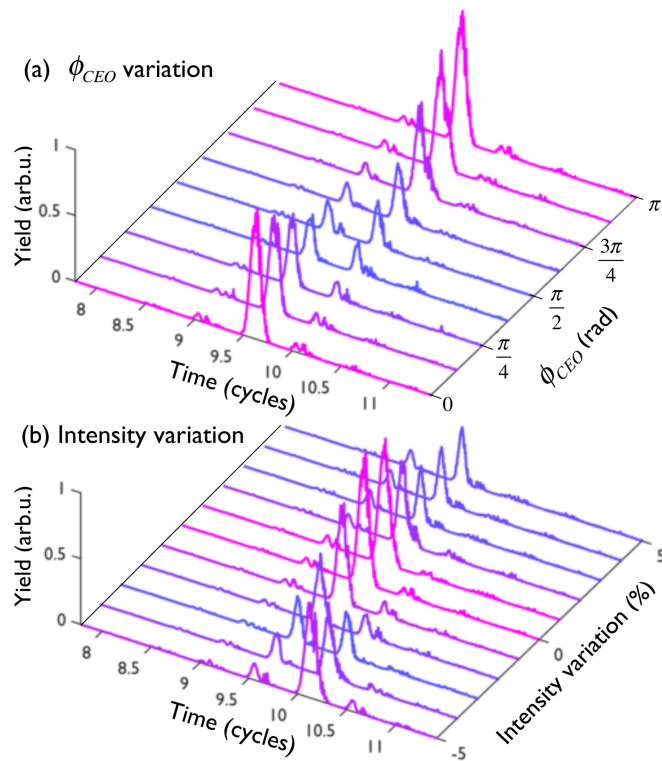 (a) ϕCEO variation
1
0.5
0
Yield (arb.u.)
8
8.5
9
9.5
10
10.5
11
Time (cycles)
0
π/4
π/2
3π/4
π
ϕCEO (rad)
(b) Intensity variation
1
0.5
0
Yield (arb.u.)
8
8.5
9
9.5
10
10.5
11
Time (cycles)
-5
0
5
Intensity variation (%)